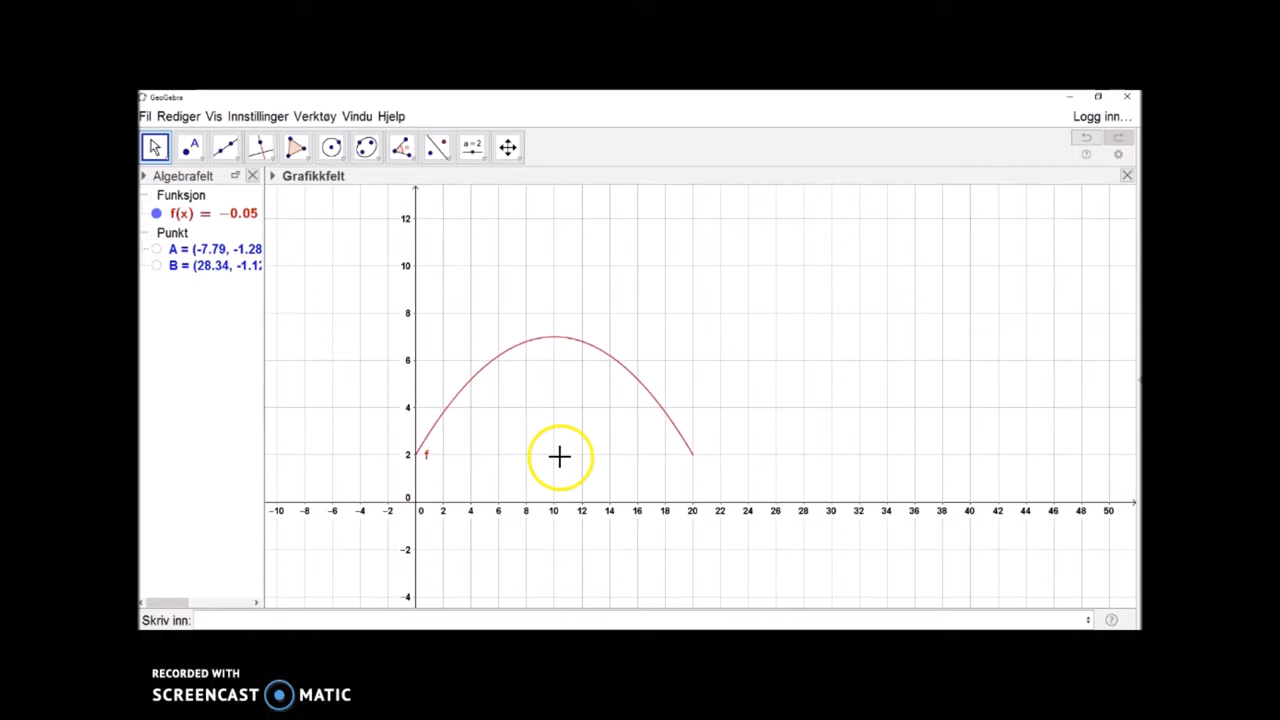 GeoGebra
Fil Rediger Vis Innstillinger Verktøy Vindu Hjelp
Logg inn...
A
a=2
Algebrafelt
Grafikkfelt
Funksjon
f(x) = −0.05
Punkt
A = (-7.79, -1.28
B = (28.34, -1.12
12
10
8
6
4
2
0
−2
−4
f
−10 −8 −6 −4 −2 0 2 4 6 8 10 12 14 16 18 20 22 24 26 28 30 32 34 36 38 40 42 44 46 48 50
Skriv inn:
RECORDED WITH
SCREENCAST MATIC